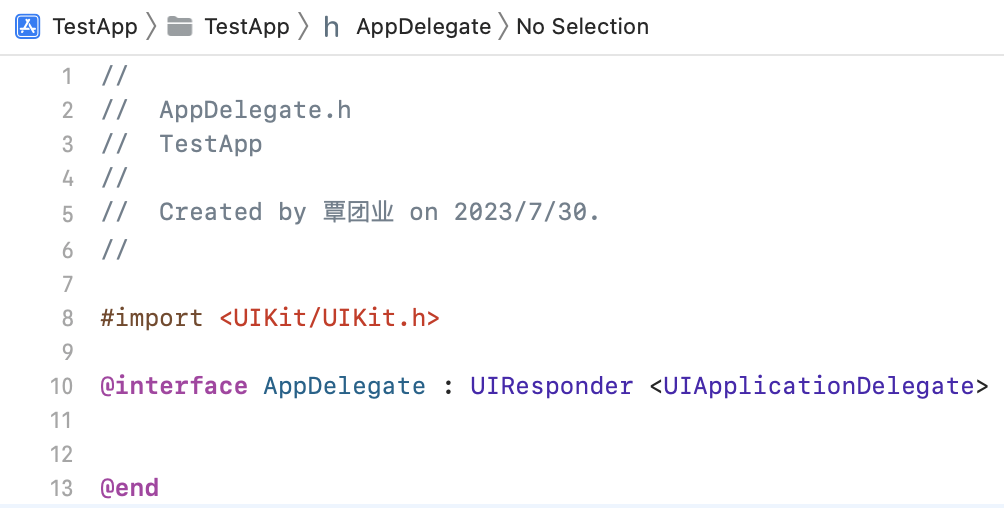 TestApp TestApp h AppDelegate No Selection
1 //
2 //  AppDelegate.h
3 //  TestApp
4 //
5 //  Created by 覃团业 on 2023/7/30.
6 //
7
8 #import <UIKit/UIKit.h>
9
10 @interface AppDelegate : UIResponder <UIApplicationDelegate>
11
12
13 @end